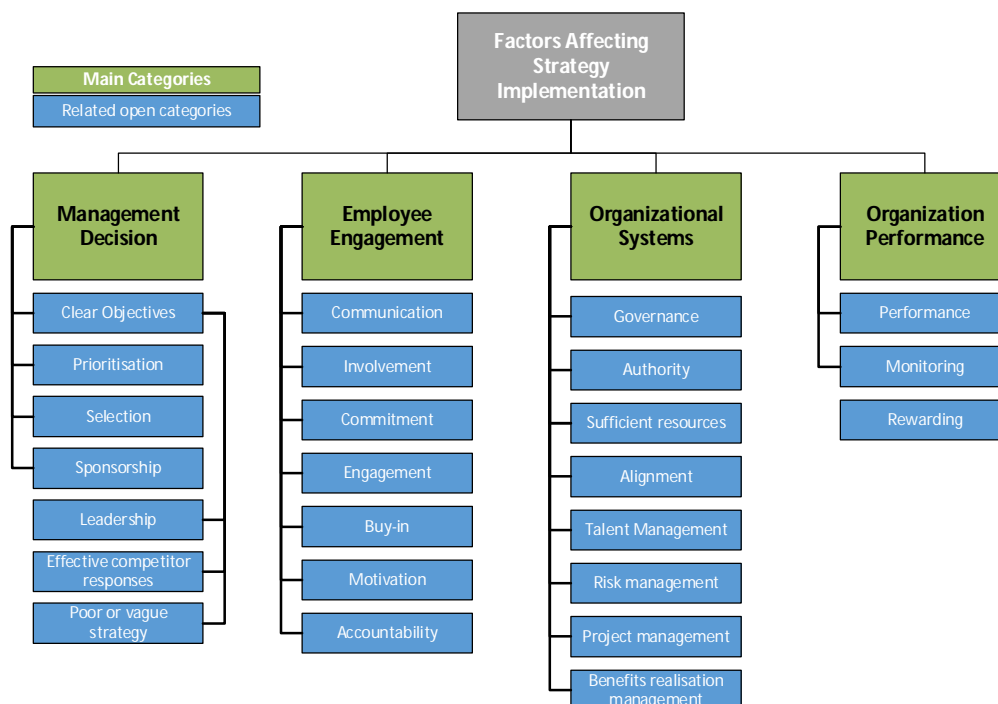 Factors Affecting
Strategy
Implementation
Main Categories
Related open categories
Management
Decision
Clear Objectives
Prioritisation
Selection
Sponsorship
Leadership
Effective competitor
responses
Poor or vague
strategy
Employee
Engagement
Communication
Involvement
Commitment
Engagement
Buy-in
Motivation
Accountability
Organizational
Systems
Governance
Authority
Sufficient resources
Alignment
Talent Management
Risk management
Project management
Benefits realisation
management
Organization
Performance
Performance
Monitoring
Rewarding